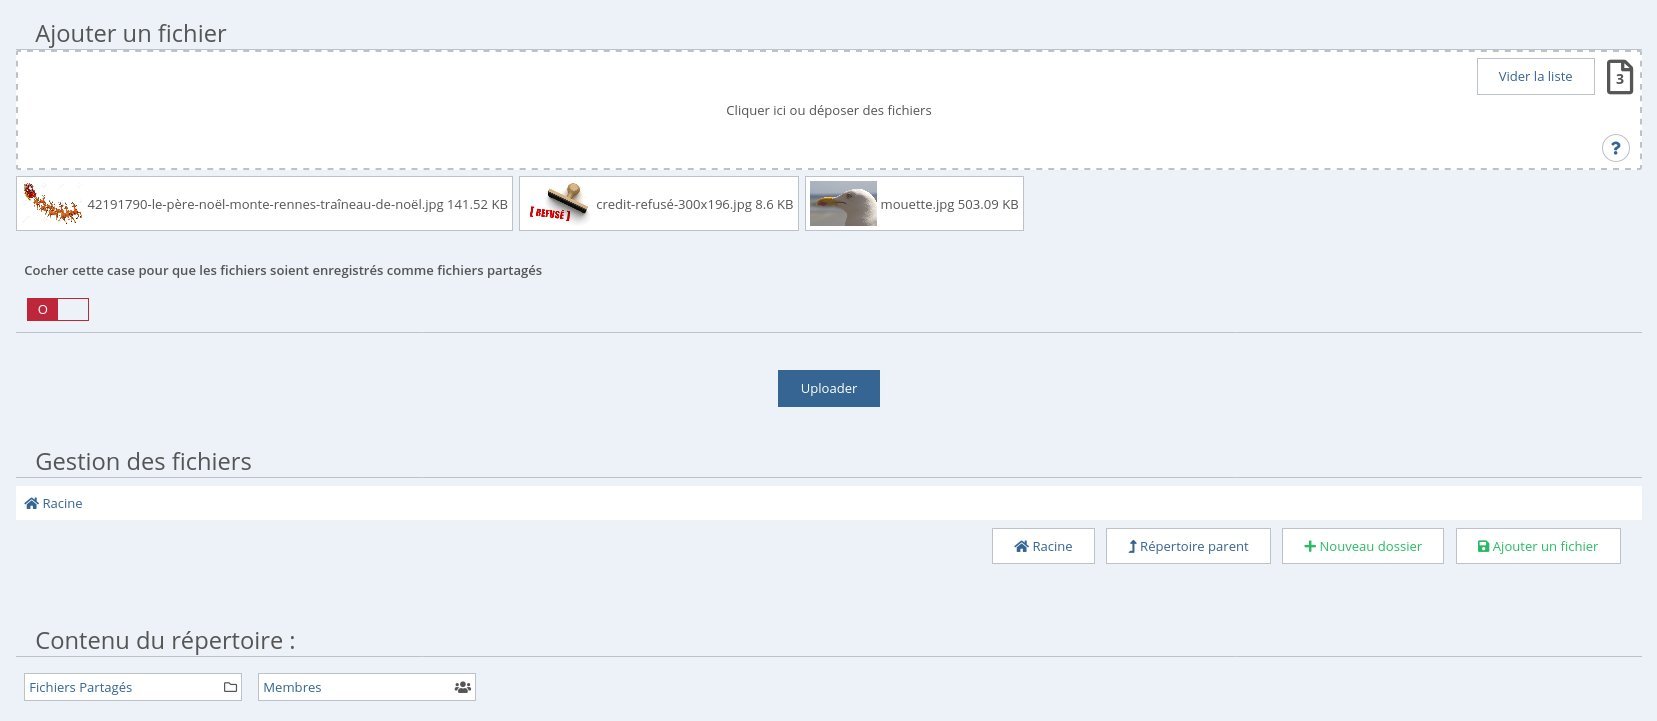 Ajouter un fichier
Vider la liste
3
Cliquer ici ou déposer des fichiers
?
42191790-le-père-noël-monte-rennes-traîneau-de-noël.jpg 141.52 KB
[ REFUSÉ ]
credit-refusé-300x196.jpg 8.6 KB
mouette.jpg 503.09 KB
Cocher cette case pour que les fichiers soient enregistrés comme fichiers partagés
O
Uploader
Gestion des fichiers
Racine
Racine
Répertoire parent
Nouveau dossier
Ajouter un fichier
Contenu du répertoire :
Fichiers Partagés
Membres